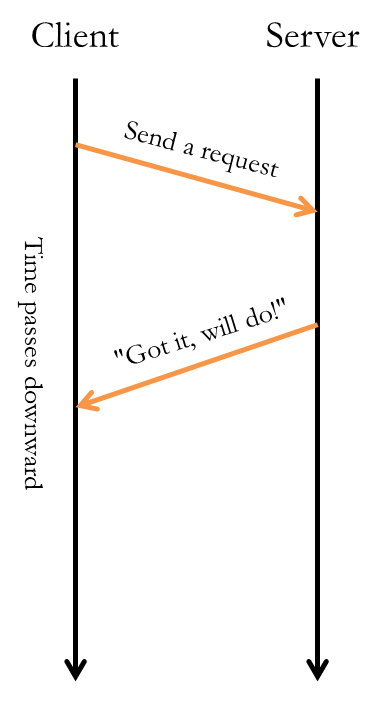 Client
Server
Send a request
"Got it, will do!"
Time passes downward